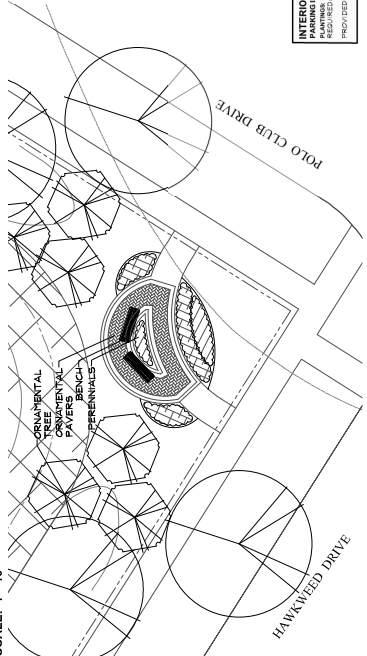 INTERIO
PARKING
PLANTINGS:
REQUIRED:
PROVIDED
POLO CLUB DRIVE
ORNAMENTAL
TREE
ORNAMENTAL
PAVERS
BENCH
PERENNIALS
HAWKWEED DRIVE